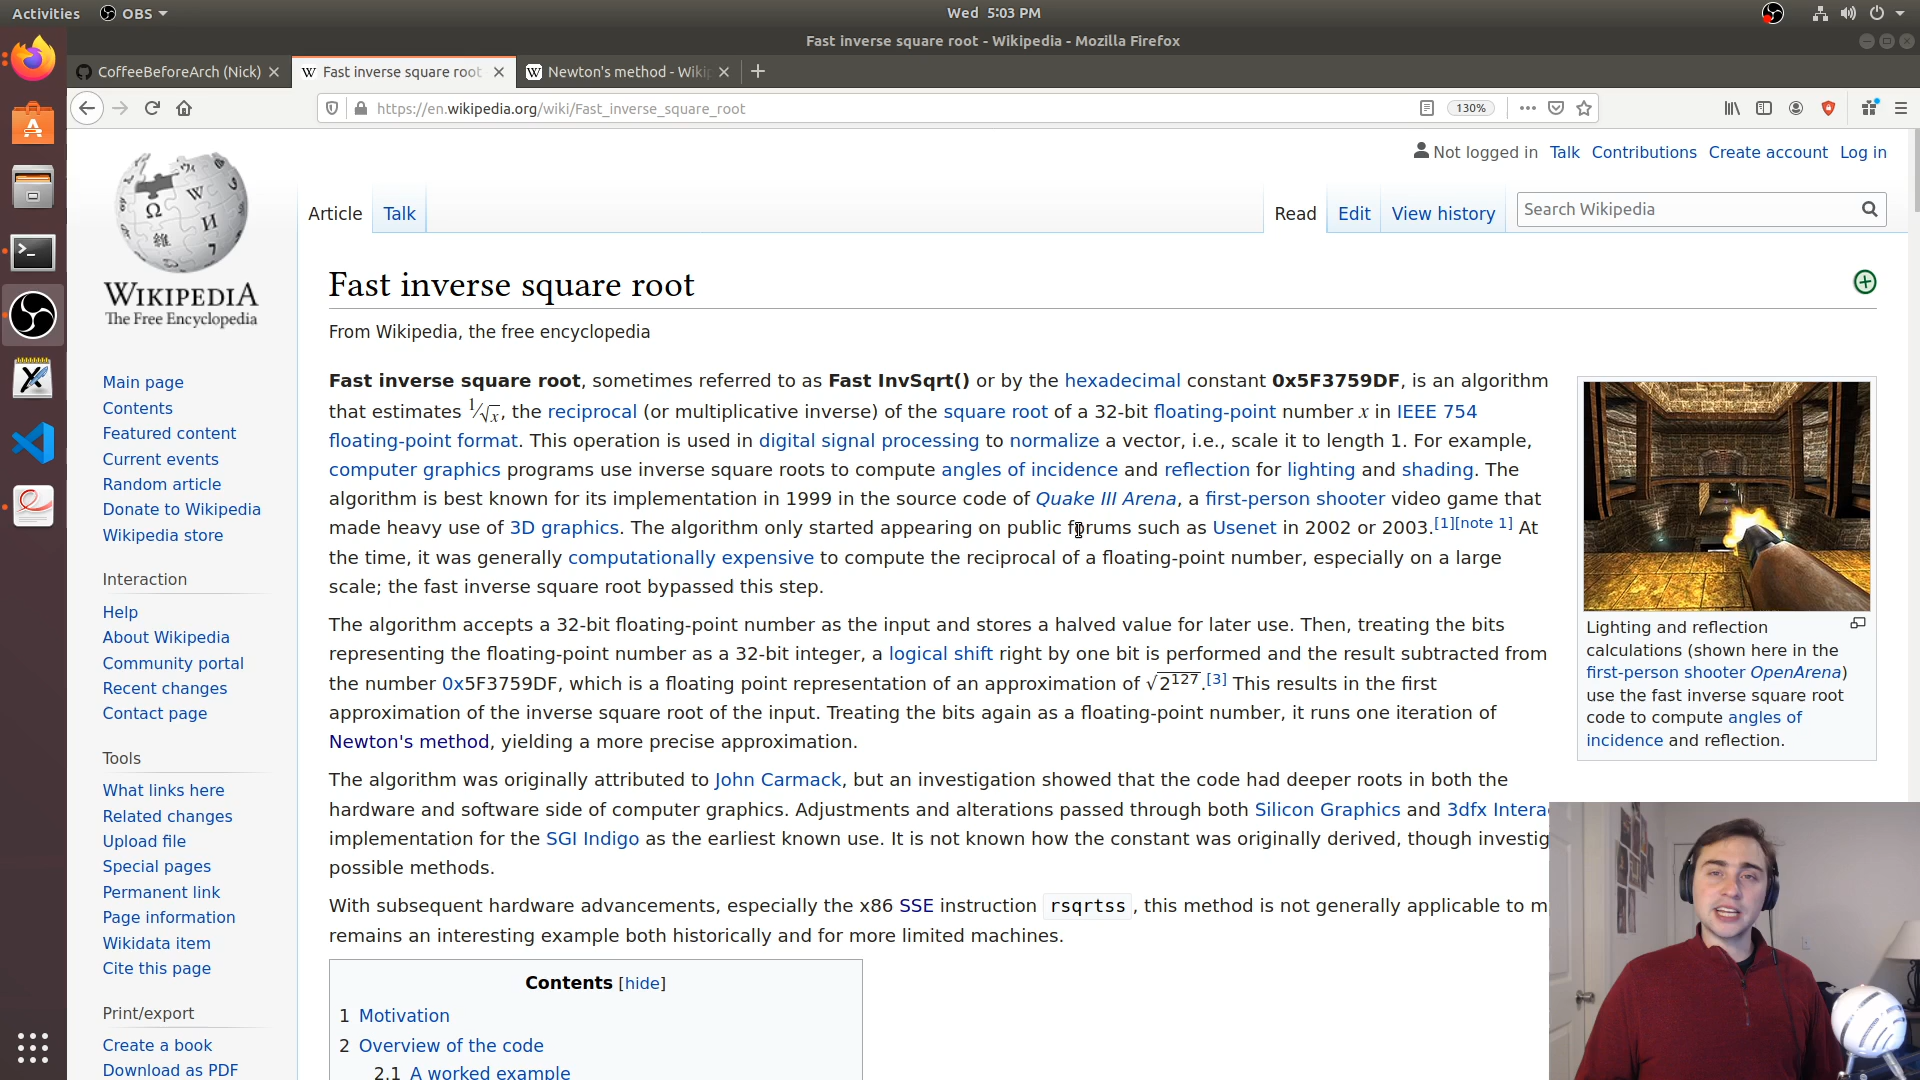 Activities
OBS
Wed 5:03 PM
Fast inverse square root - Wikipedia - Mozilla Firefox
CoffeeBeforeArch (Nick)
Fast inverse square root
Newton's method - Wiki
https://en.wikipedia.org/wiki/Fast_inverse_square_root
130%
Not logged in Talk Contributions Create account Log in
Article Talk
Read Edit View history
Search Wikipedia
WIKIPEDIA
The Free Encyclopedia
Main page
Contents
Featured content
Current events
Random article
Donate to Wikipedia
Wikipedia store
Interaction
Help
About Wikipedia
Community portal
Recent changes
Contact page
Tools
What links here
Related changes
Upload file
Special pages
Permanent link
Page information
Wikidata item
Cite this page
Print/export
Create a book
Download as PDF
Fast inverse square root
From Wikipedia, the free encyclopedia
Fast inverse square root, sometimes referred to as Fast InvSqrt() or by the hexadecimal constant 0x5F3759DF, is an algorithm
that estimates 1⁄√x, the reciprocal (or multiplicative inverse) of the square root of a 32-bit floating-point number x in IEEE 754
floating-point format. This operation is used in digital signal processing to normalize a vector, i.e., scale it to length 1. For example,
computer graphics programs use inverse square roots to compute angles of incidence and reflection for lighting and shading. The
algorithm is best known for its implementation in 1999 in the source code of Quake III Arena, a first-person shooter video game that
made heavy use of 3D graphics. The algorithm only started appearing on public forums such as Usenet in 2002 or 2003.[1][note 1] At
the time, it was generally computationally expensive to compute the reciprocal of a floating-point number, especially on a large
scale; the fast inverse square root bypassed this step.
The algorithm accepts a 32-bit floating-point number as the input and stores a halved value for later use. Then, treating the bits
representing the floating-point number as a 32-bit integer, a logical shift right by one bit is performed and the result subtracted from
the number 0x5F3759DF, which is a floating point representation of an approximation of √2^127.[3] This results in the first
approximation of the inverse square root of the input. Treating the bits again as a floating-point number, it runs one iteration of
Newton's method, yielding a more precise approximation.
The algorithm was originally attributed to John Carmack, but an investigation showed that the code had deeper roots in both the
hardware and software side of computer graphics. Adjustments and alterations passed through both Silicon Graphics and 3dfx Intera
implementation for the SGI Indigo as the earliest known use. It is not known how the constant was originally derived, though investig
possible methods.
With subsequent hardware advancements, especially the x86 SSE instruction rsqrtss, this method is not generally applicable to m
remains an interesting example both historically and for more limited machines.
Contents [hide]
1 Motivation
2 Overview of the code
2.1 A worked example
Lighting and reflection
calculations (shown here in the
first-person shooter OpenArena)
use the fast inverse square root
code to compute angles of
incidence and reflection.